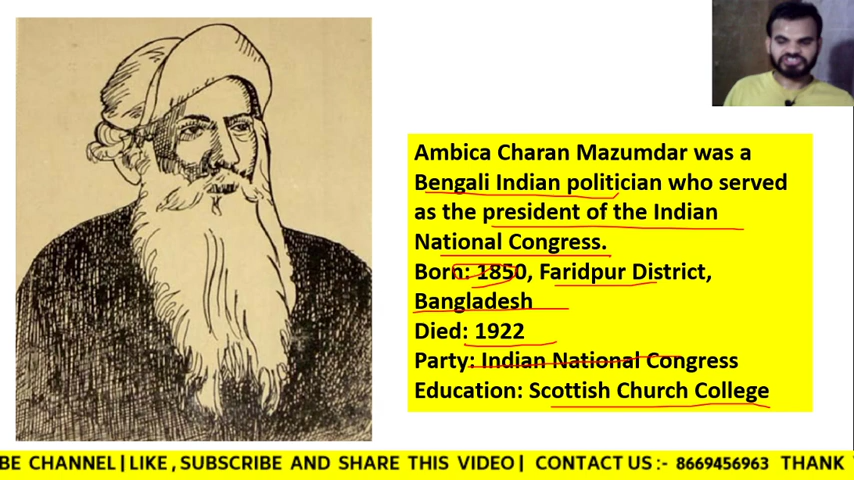 Ambica Charan Mazumdar was a
Bengali Indian politician who served
as the president of the Indian
National Congress.
Born: 1850, Faridpur District,
Bangladesh
Died: 1922
Party: Indian National Congress
Education: Scottish Church College
BE CHANNEL | LIKE , SUBSCRIBE AND SHARE THIS VIDEO | CONTACT US :- 8669456963 THANK